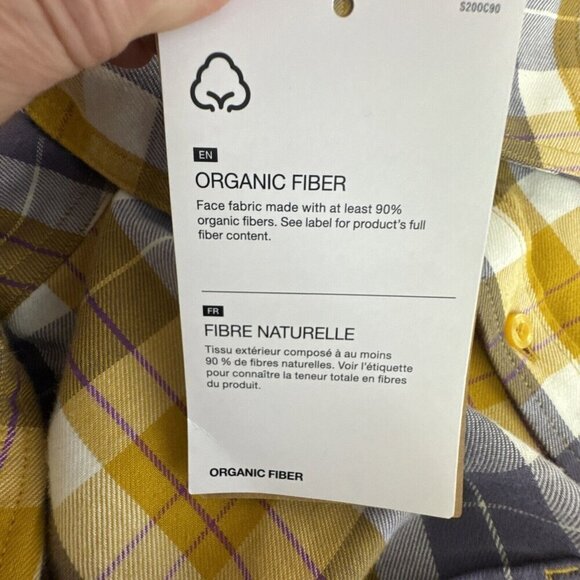 S200C90
EN
ORGANIC FIBER
Face fabric made with at least 90%
organic fibers. See label for product's full
fiber content.
FR
FIBRE NATURELLE
Tissu extérieur composé à au moins
90 % de fibres naturelles. Voir l'étiquette
pour connaître la teneur totale en fibres
du produit.
ORGANIC FIBER